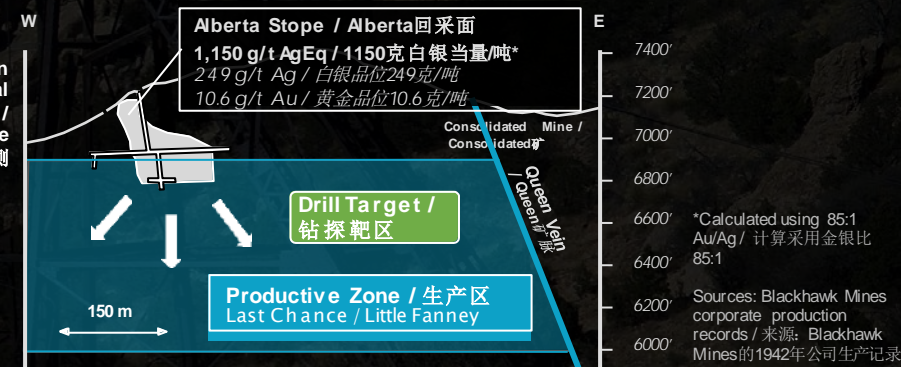 W
E
Alberta Stope / Alberta回采面
1,150 g/t AgEq / 1150克白银当量/吨*
249 g/t Ag / 白银品位249克/吨
10.6 g/t Au / 黄金品位10.6克/吨
7400'
7200'
7000'
6800'
6600'
6400'
6200'
6000'
n
al
/
e
测
Consolidated Mine /
Consolidated矿
Queen Vein
/ Queen矿脉
Drill Target /
钻探靶区
Productive Zone / 生产区
Last Chance / Little Fanney
150 m
*Calculated using 85:1
Au/Ag / 计算采用金银比
85:1
Sources: Blackhawk Mines
corporate production
records / 来源: Blackhawk
Mines的1942年公司生产记录